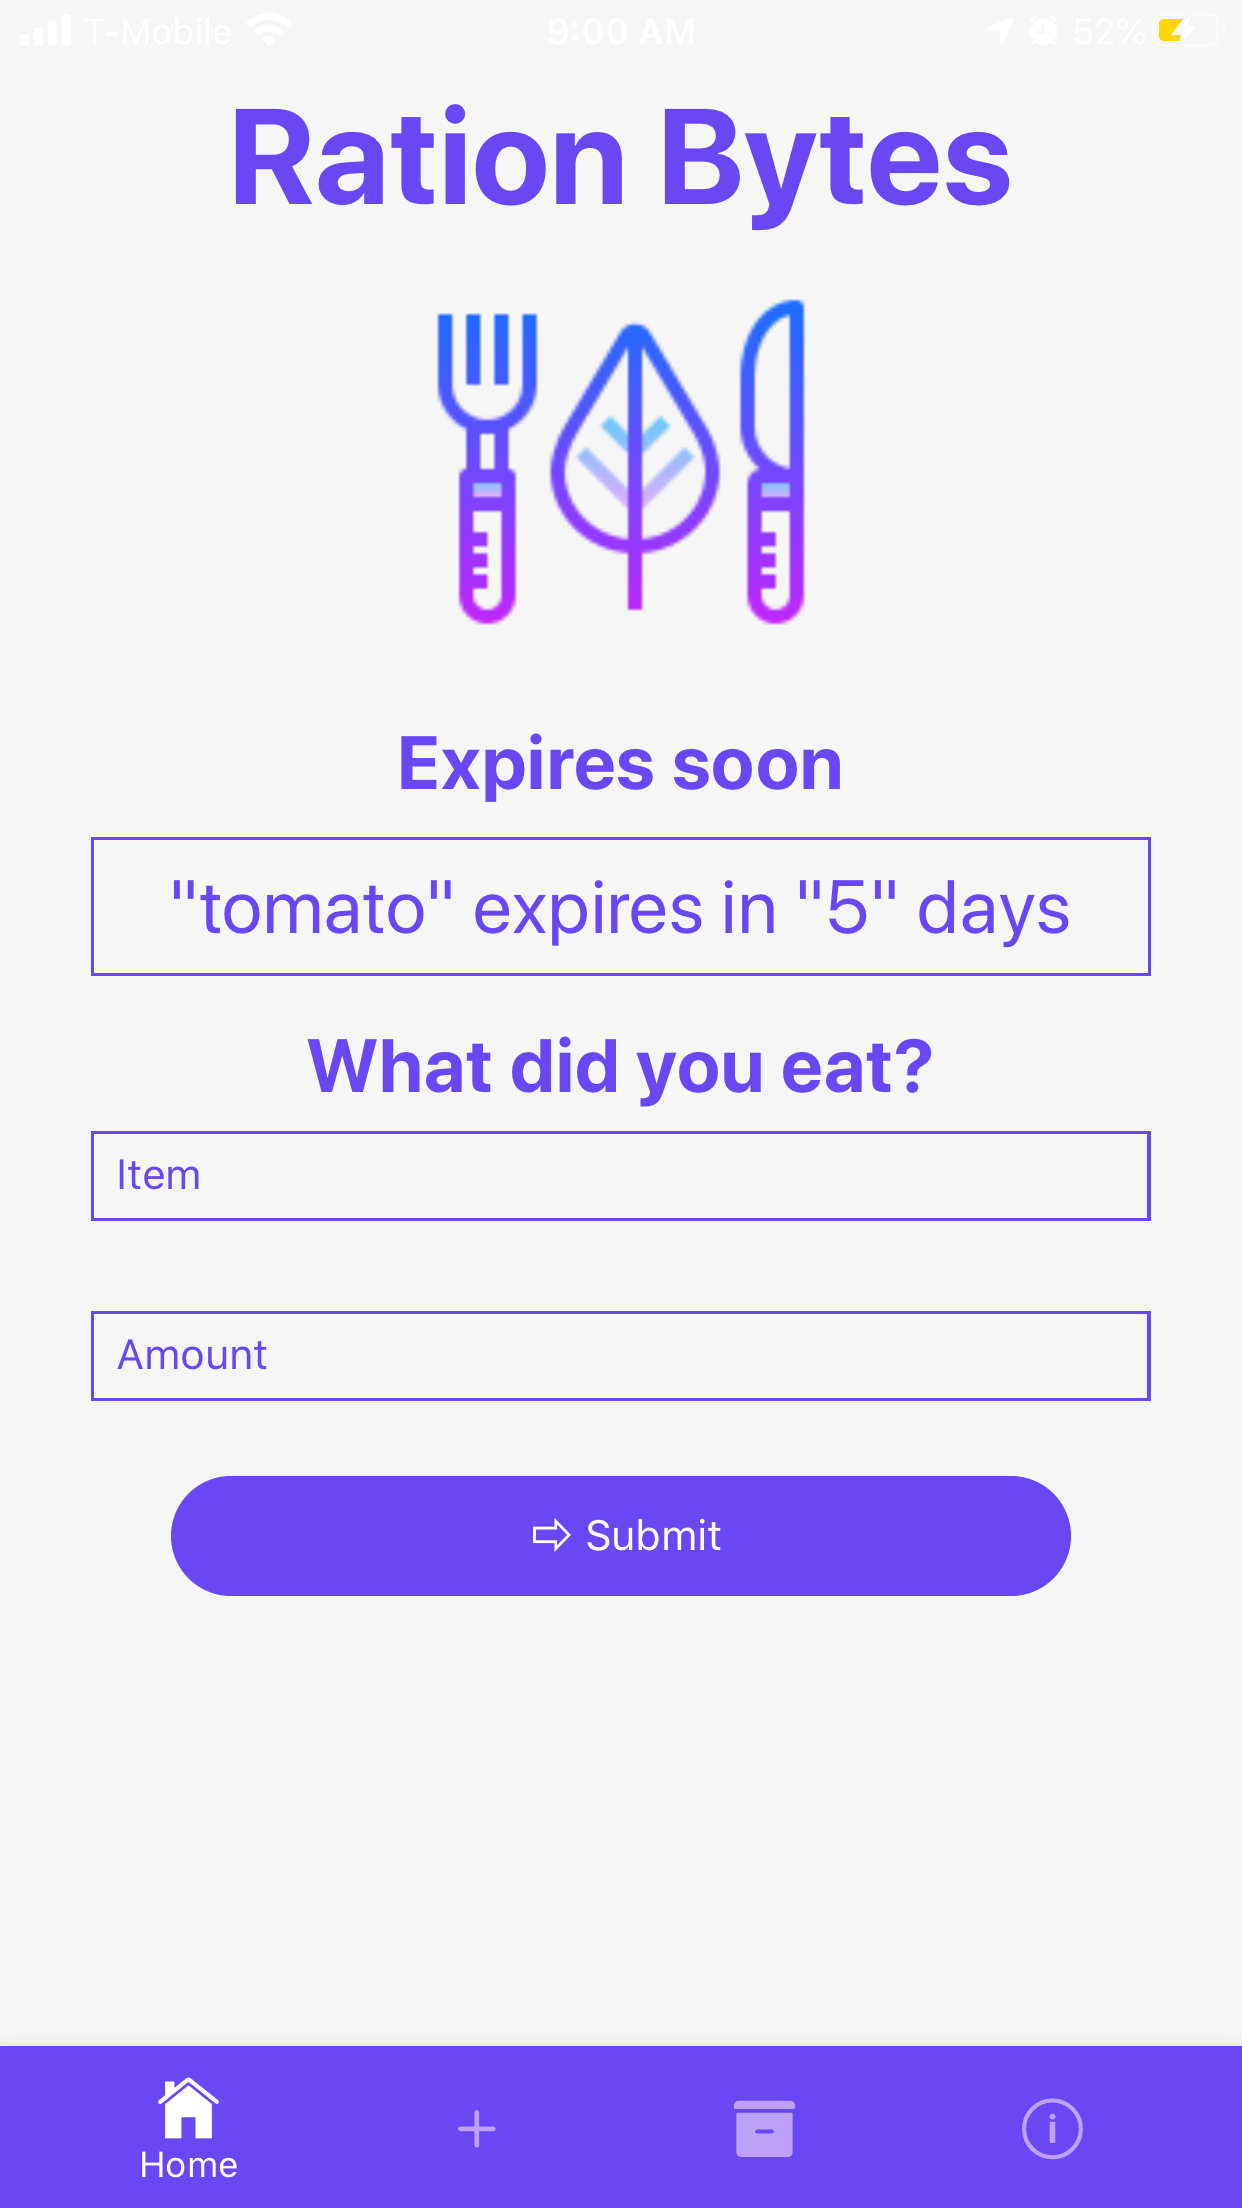 T-Mobile 9:00 AM 52%
Ration Bytes
Expires soon
"tomato" expires in "5" days
What did you eat?
Item
Amount
⇨ Submit
Home